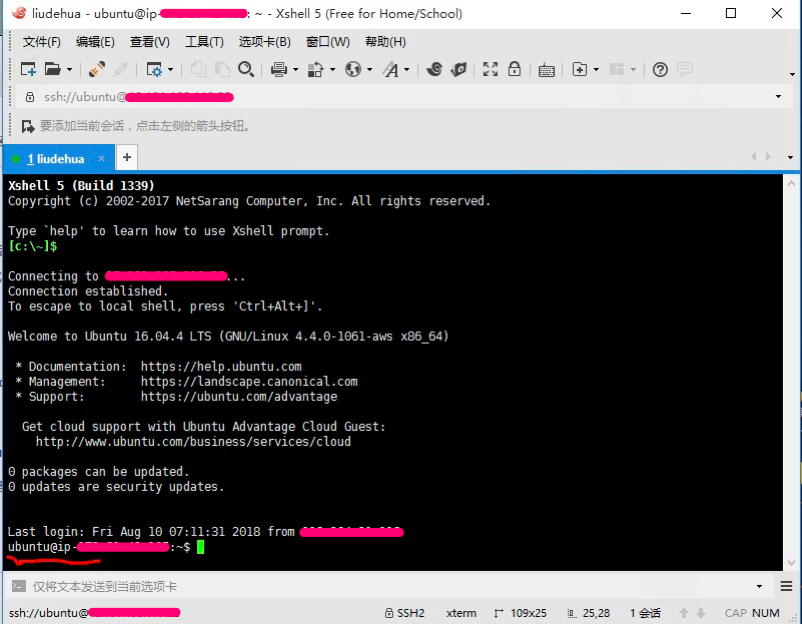 liudehua - ubuntu@ip- : ~ - Xshell 5 (Free for Home/School)
文件(F) 编辑(E) 查看(V) 工具(T) 选项卡(B) 窗口(W) 帮助(H)
ssh://ubuntu@
要添加当前会话，点击左侧的箭头按钮。
1 liudehua
Xshell 5 (Build 1339)
Copyright (c) 2002-2017 NetSarang Computer, Inc. All rights reserved.
Type `help' to learn how to use Xshell prompt.
[c:\~]$
Connecting to ...
Connection established.
To escape to local shell, press 'Ctrl+Alt+]'.
Welcome to Ubuntu 16.04.4 LTS (GNU/Linux 4.4.0-1061-aws x86_64)
* Documentation:  https://help.ubuntu.com
* Management:     https://landscape.canonical.com
* Support:        https://ubuntu.com/advantage
Get cloud support with Ubuntu Advantage Cloud Guest:
http://www.ubuntu.com/business/services/cloud
0 packages can be updated.
0 updates are security updates.
Last login: Fri Aug 10 07:11:31 2018 from
ubuntu@ip- :~$
仅将文本发送到当前选项卡
ssh://ubuntu@ SSH2 xterm 109x25 25,28 1 会话 CAP NUM